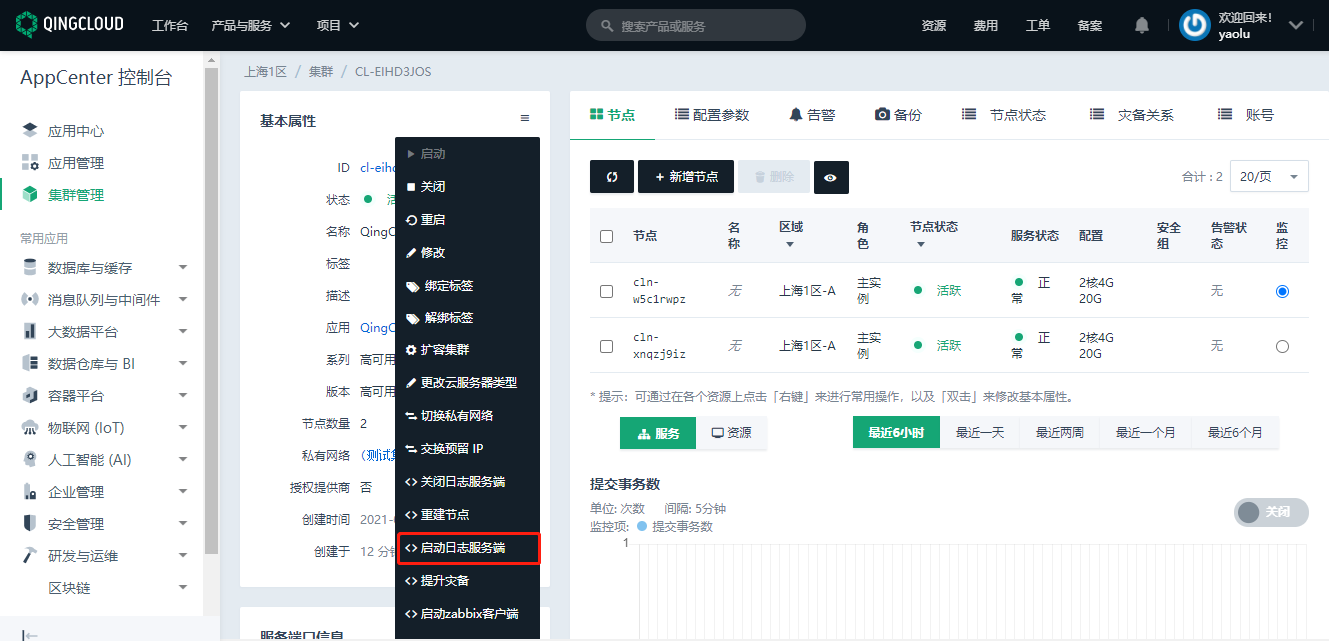 QINGCLOUD 工作台 产品与服务 项目 搜索产品或服务 资源 费用 工单 备案 欢迎回来!
yaolu
AppCenter 控制台
应用中心
应用管理
集群管理
常用应用
数据库与缓存
消息队列与中间件
大数据平台
数据仓库与 BI
容器平台
物联网 (IoT)
人工智能 (AI)
企业管理
安全管理
研发与运维
区块链
上海1区 / 集群 / CL-EIHD3JOS
基本属性
ID cl-eihd
状态 活
名称 QingC
标签
描述
应用 QingC
系列 高可用
版本 高可用
节点数量 2
私有网络 (测试集
授权提供商 否
创建时间 2021-
创建于 12 分钟
服务端口信息
启动
关闭
重启
修改
绑定标签
解绑标签
扩容集群
更改云服务器类型
切换私有网络
交换预留 IP
关闭日志服务端
重建节点
启动日志服务端
提升灾备
启动zabbix客户端
节点 配置参数 告警 备份 节点状态 灾备关系 账号
+ 新增节点 删除 合计 : 2 20/页
节点 名称 区域 角色 节点状态 服务状态 配置 安全组 告警状态 监控
cln-w5c1rwpz 无 上海1区-A 主实例 活跃 正常 2核4G 20G 无
cln-xnqzj9iz 无 上海1区-A 主实例 活跃 正常 2核4G 20G 无
* 提示：可通过在各个资源上点击「右键」来进行常用操作，以及「双击」来修改基本属性。
服务 资源 最近6小时 最近一天 最近两周 最近一个月 最近6个月
提交事务数
单位: 次数 间隔: 5分钟
监控项: 提交事务数
关闭
1